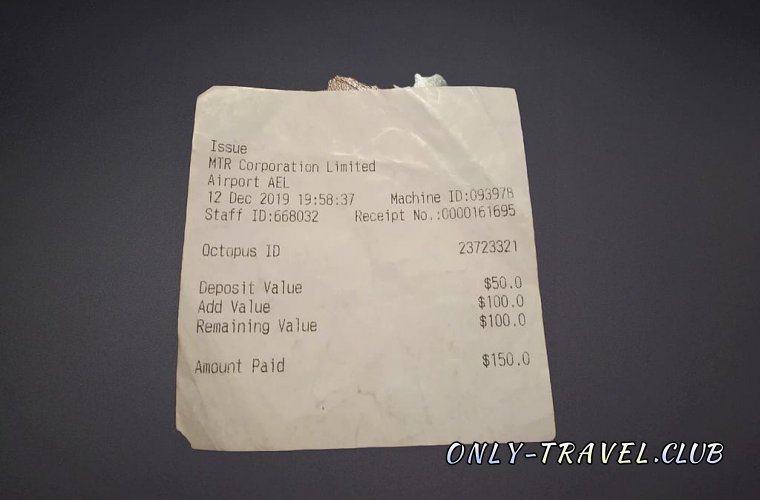 Issue
MTR Corporation Limited
Airport AEL
12 Dec 2019 19:58:37 Machine ID:093978
Staff ID:668032 Receipt No.:0000161695
Octopus ID 23723321
Deposit Value $50.0
Add Value $100.0
Remaining Value $100.0
Amount Paid $150.0
ONLY-TRAVEL.CLUB